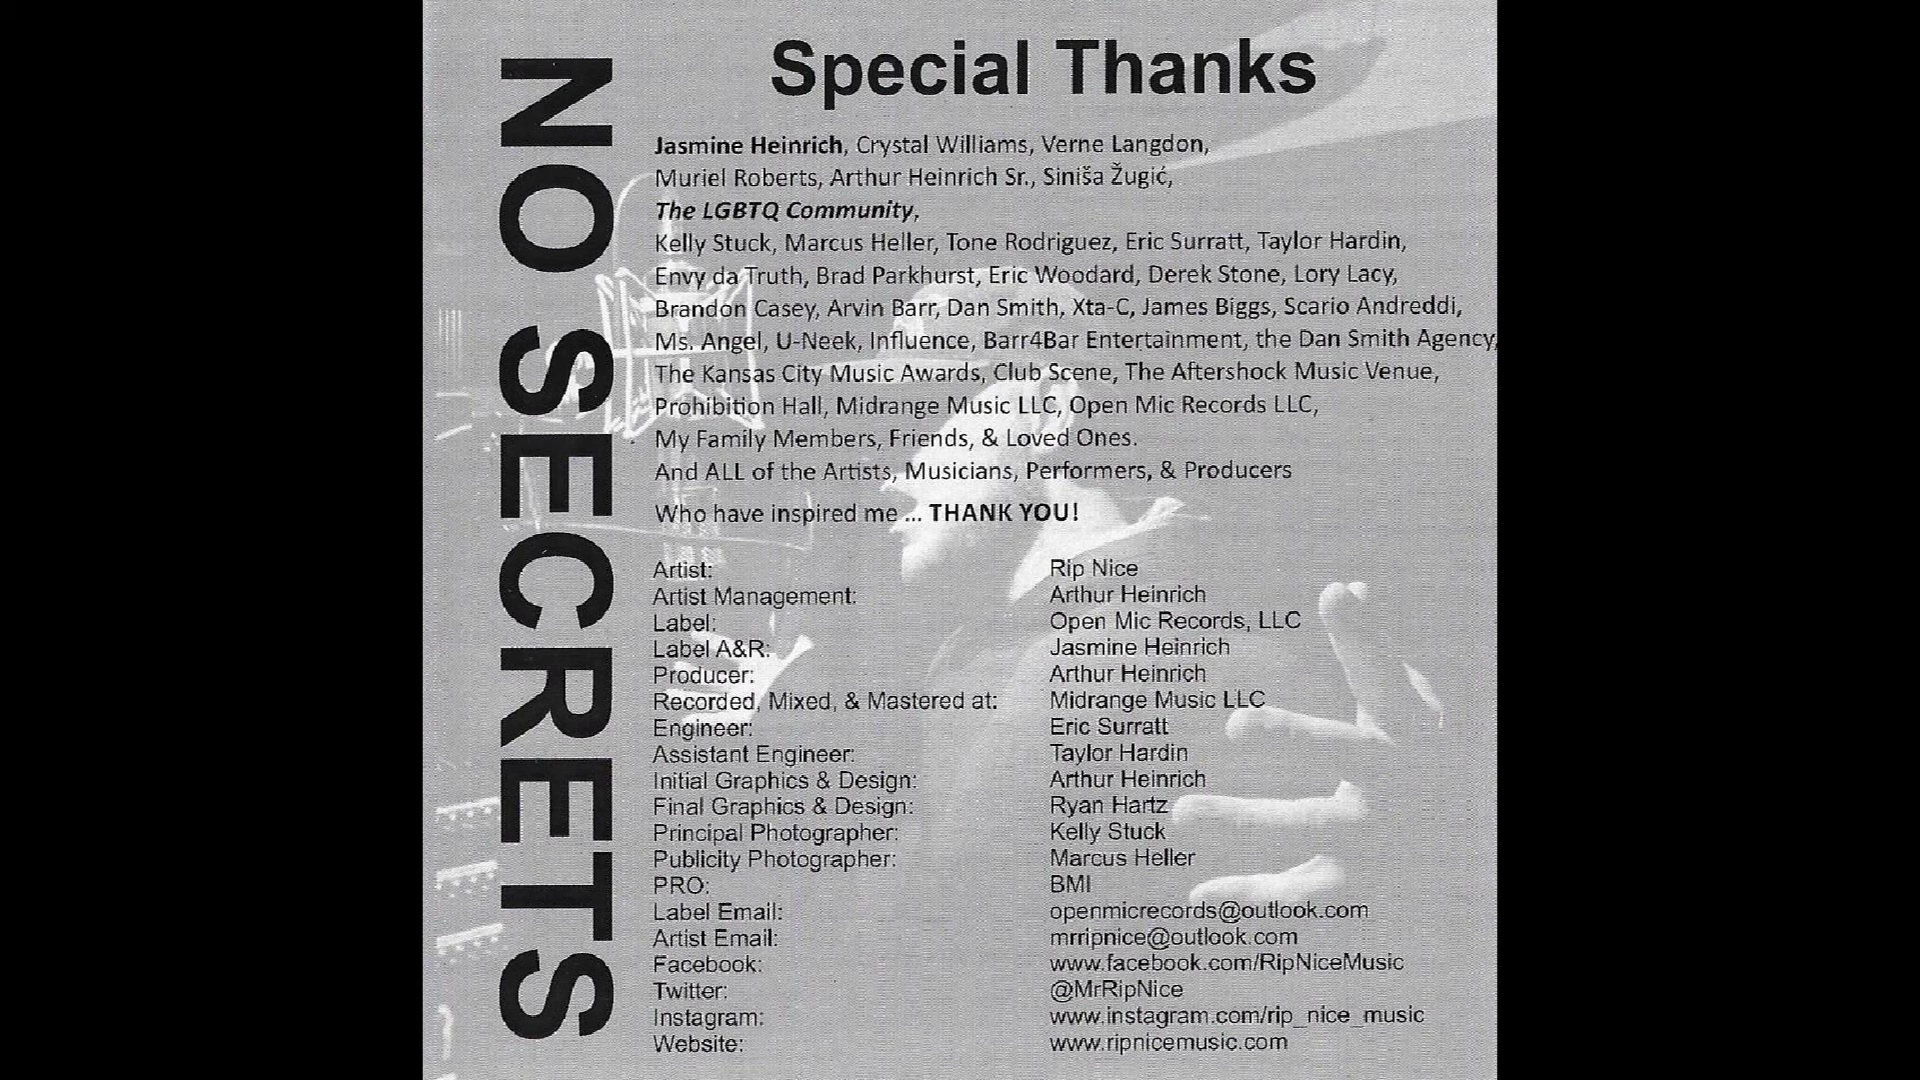 NO SECRETS
Special Thanks
Jasmine Heinrich, Crystal Williams, Verne Langdon,
Muriel Roberts, Arthur Heinrich Sr., Siniša Žugić,
The LGBTQ Community,
Kelly Stuck, Marcus Heller, Tone Rodriguez, Eric Surratt, Taylor Hardin,
Envy da Truth, Brad Parkhurst, Eric Woodard, Derek Stone, Lory Lacy,
Brandon Casey, Arvin Barr, Dan Smith, Xta-C, James Biggs, Scario Andreddi,
Ms. Angel, U-Neek, Influence, Barr4Bar Entertainment, the Dan Smith Agency,
The Kansas City Music Awards, Club Scene, The Aftershock Music Venue,
Prohibition Hall, Midrange Music LLC, Open Mic Records LLC,
My Family Members, Friends, & Loved Ones.
And ALL of the Artists, Musicians, Performers, & Producers
Who have inspired me ... THANK YOU!
Artist: Rip Nice
Artist Management: Arthur Heinrich
Label: Open Mic Records, LLC
Label A&R: Jasmine Heinrich
Producer: Arthur Heinrich
Recorded, Mixed, & Mastered at: Midrange Music LLC
Engineer: Eric Surratt
Assistant Engineer: Taylor Hardin
Initial Graphics & Design: Arthur Heinrich
Final Graphics & Design: Ryan Hartz
Principal Photographer: Kelly Stuck
Publicity Photographer: Marcus Heller
PRO: BMI
Label Email: openmicrecords@outlook.com
Artist Email: mrripnice@outlook.com
Facebook: www.facebook.com/RipNiceMusic
Twitter: @MrRipNice
Instagram: www.instagram.com/rip_nice_music
Website: www.ripnicemusic.com